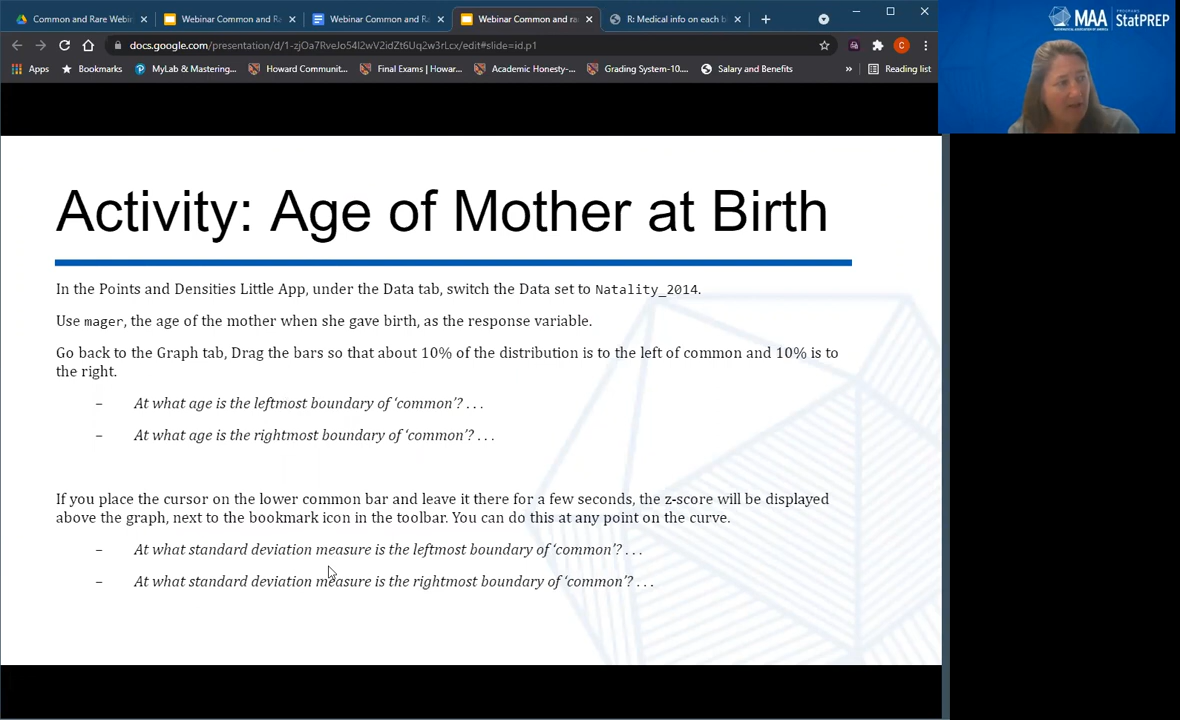 Common and Rare Webin
Webinar Common and Ra
Webinar Common and Ra
Webinar Common and ra
R: Medical info on each b
docs.google.com/presentation/d/1-zjOa7RveJo54l2wV2idZt6Uq2w3rLcx/edit#slide=id.p1
C
Apps
Bookmarks
MyLab & Mastering...
Howard Communit...
Final Exams | Howar...
Academic Honesty-...
Grading System-10....
Salary and Benefits
»
Reading list
MAA
MATHEMATICAL ASSOCIATION OF AMERICA
PROGRAMS
StatPREP
Activity: Age of Mother at Birth
In the Points and Densities Little App, under the Data tab, switch the Data set to Natality_2014.
Use mager, the age of the mother when she gave birth, as the response variable.
Go back to the Graph tab, Drag the bars so that about 10% of the distribution is to the left of common and 10% is to
the right.
– At what age is the leftmost boundary of ‘common’? . . .
– At what age is the rightmost boundary of ‘common’? . . .
If you place the cursor on the lower common bar and leave it there for a few seconds, the z-score will be displayed
above the graph, next to the bookmark icon in the toolbar. You can do this at any point on the curve.
– At what standard deviation measure is the leftmost boundary of ‘common’? . . .
– At what standard deviation measure is the rightmost boundary of ‘common’? . . .